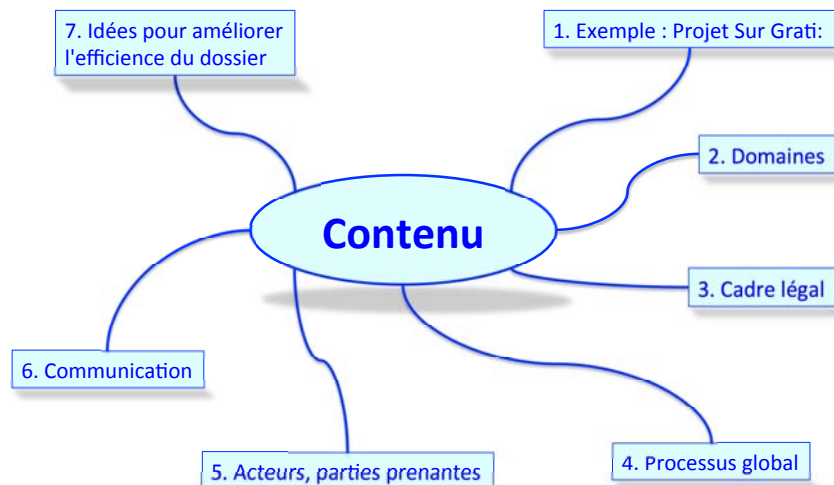 Contenu
1. Exemple : Projet Sur Grati:
2. Domaines
3. Cadre légal
4. Processus global
5. Acteurs, parties prenantes
6. Communication
7. Idées pour améliorer
l'efficience du dossier